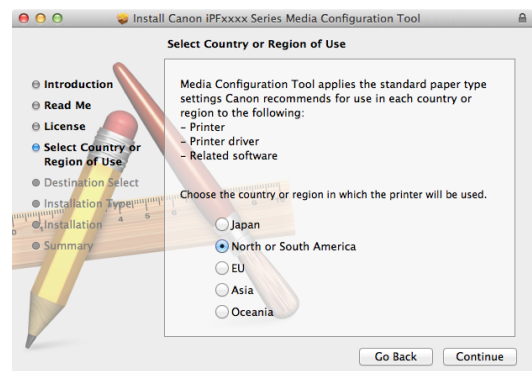 Install Canon iPFxxxx Series Media Configuration Tool
Select Country or Region of Use
Introduction
Read Me
License
Select Country or
Region of Use
Destination Select
Installation Type
Installation
Summary
Media Configuration Tool applies the standard paper type
settings Canon recommends for use in each country or
region to the following:
- Printer
- Printer driver
- Related software
Choose the country or region in which the printer will be used.
Japan
North or South America
EU
Asia
Oceania
Go Back
Continue